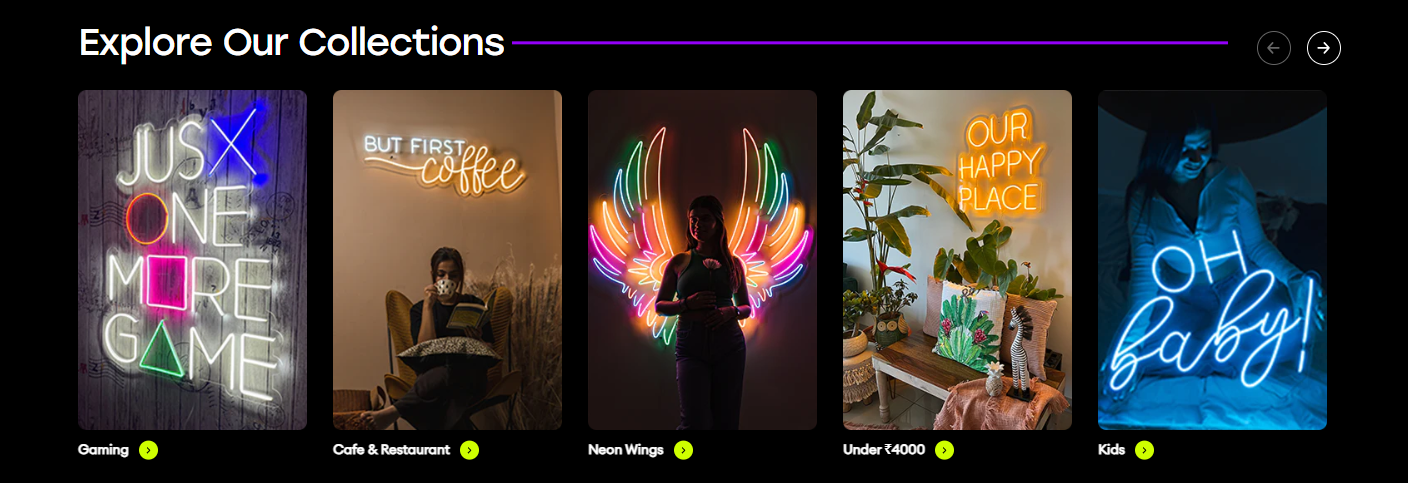 Explore Our Collections
JUSX
ONE
MORE
GAME
BUT FIRST
coffee
OUR
HAPPY
PLACE
OH
baby!
Gaming
Cafe & Restaurant
Neon Wings
Under ₹4000
Kids